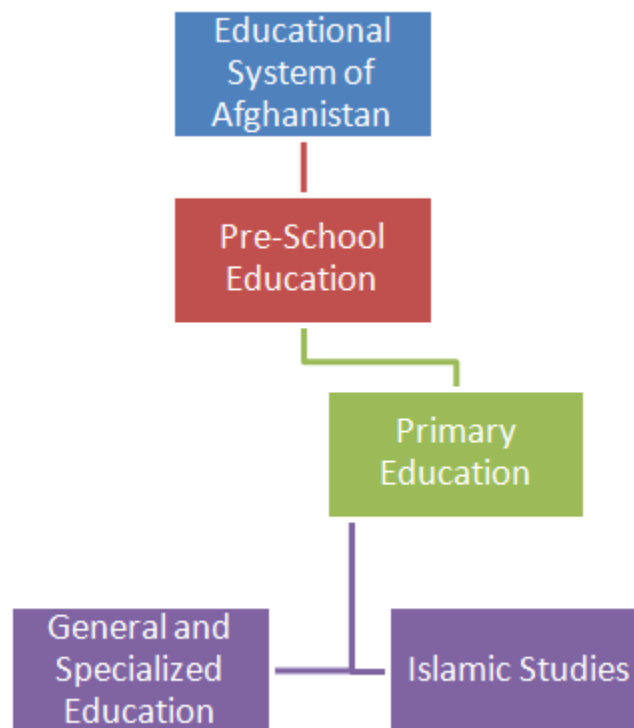 Educational
System of
Afghanistan
Pre-School
Education
Primary
Education
General and
Specialized
Education
Islamic Studies